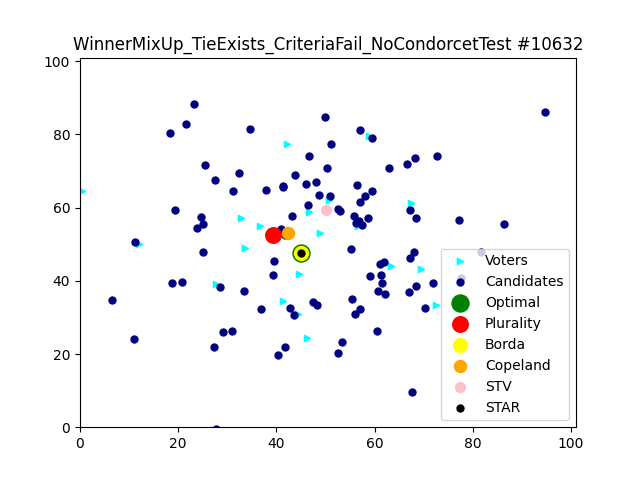 WinnerMixUp_TieExists_CriteriaFail_NoCondorcetTest #10632
100
80
60
40
20
0
Voters
Candidates
Optimal
Plurality
Borda
Copeland
STV
STAR
0 20 40 60 80 100